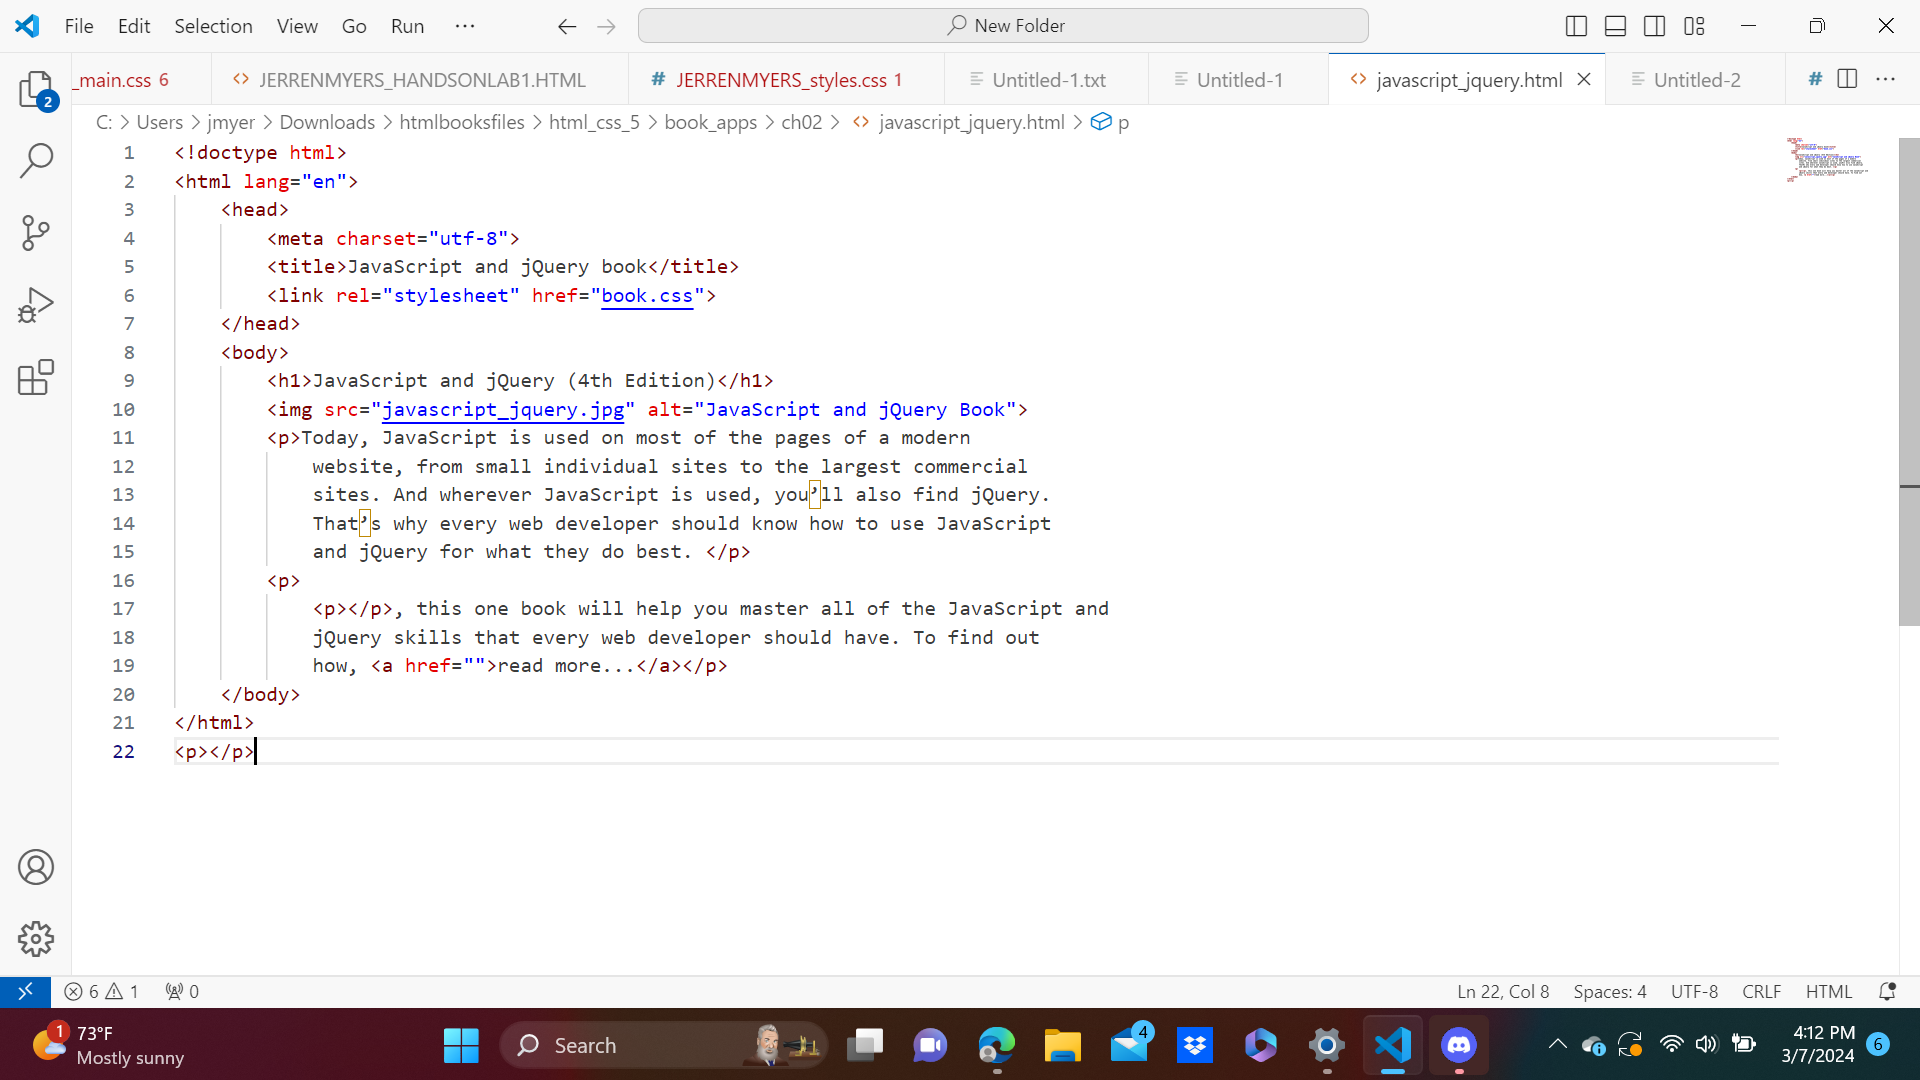 File Edit Selection View Go Run ··· New Folder
_main.css 6 JERRENMYERS_HANDSONLAB1.HTML # JERRENMYERS_styles.css 1 Untitled-1.txt Untitled-1 javascript_jquery.html Untitled-2 # ···
2
C: > Users > jmyer > Downloads > htmlbooksfiles > html_css_5 > book_apps > ch02 > <> javascript_jquery.html > p
1 <!doctype html>
2 <html lang="en">
3 <head>
4 <meta charset="utf-8">
5 <title>JavaScript and jQuery book</title>
6 <link rel="stylesheet" href="book.css">
7 </head>
8 <body>
9 <h1>JavaScript and jQuery (4th Edition)</h1>
10 <img src="javascript_jquery.jpg" alt="JavaScript and jQuery Book">
11 <p>Today, JavaScript is used on most of the pages of a modern
12 website, from small individual sites to the largest commercial
13 sites. And wherever JavaScript is used, you’ll also find jQuery.
14 That’s why every web developer should know how to use JavaScript
15 and jQuery for what they do best. </p>
16 <p>
17 <p></p>, this one book will help you master all of the JavaScript and
18 jQuery skills that every web developer should have. To find out
19 how, <a href="">read more...</a></p>
20 </body>
21 </html>
22 <p></p>
6 1 0 Ln 22, Col 8 Spaces: 4 UTF-8 CRLF HTML
1 73°F
Mostly sunny
Search
4
4:12 PM
3/7/2024
6